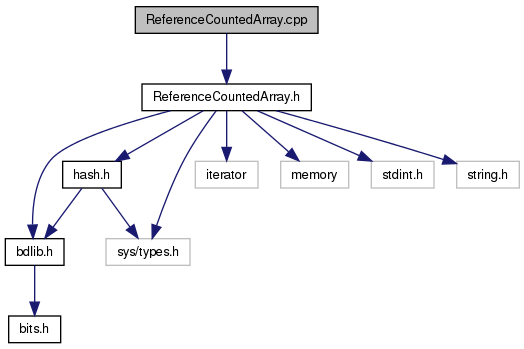 ReferenceCountedArray.cpp
ReferenceCountedArray.h
hash.h
iterator
memory
stdint.h
string.h
bdlib.h
sys/types.h
bits.h